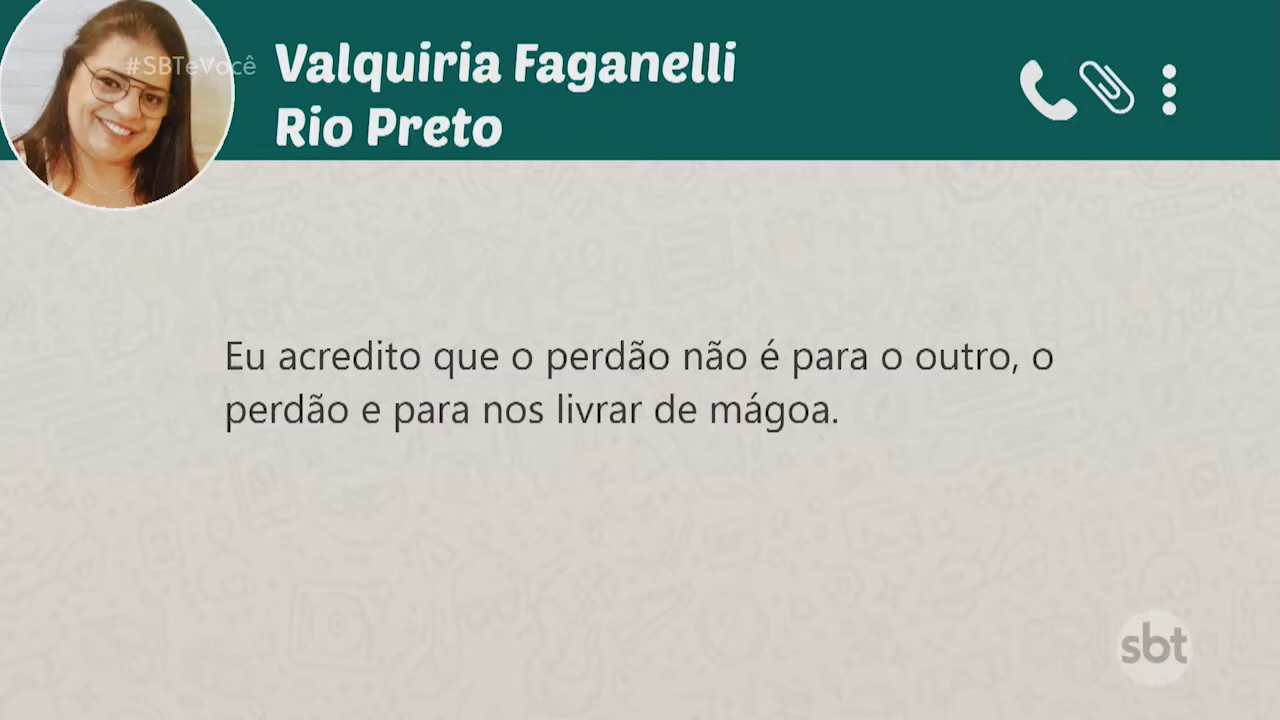 #SBTeVocê
Valquiria Faganelli
Rio Preto
Eu acredito que o perdão não é para o outro, o
perdão e para nos livrar de mágoa.
sbt